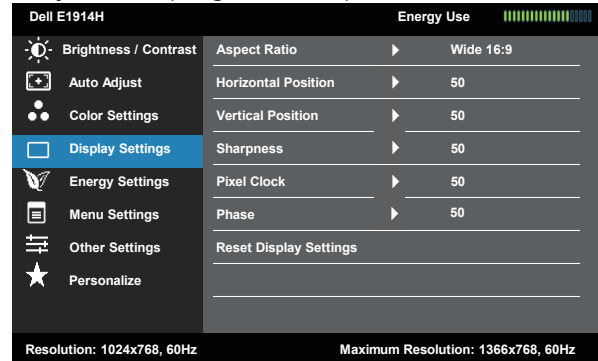 Dell E1914H Energy Use
Brightness / Contrast Aspect Ratio Wide 16:9
Auto Adjust Horizontal Position 50
Color Settings Vertical Position 50
Display Settings Sharpness 50
Energy Settings Pixel Clock 50
Menu Settings Phase 50
Other Settings Reset Display Settings
Personalize
Resolution: 1024x768, 60Hz Maximum Resolution: 1366x768, 60Hz